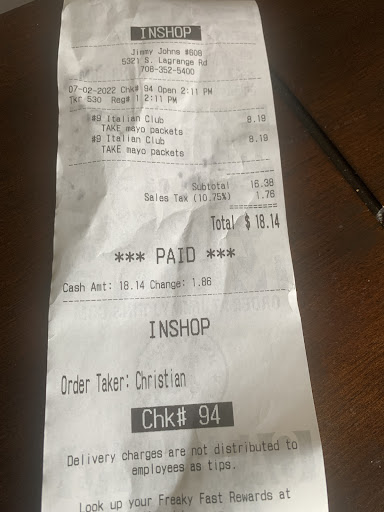 INSHOP
Jimmy Johns #606
5321 S. Lagrange Rd
706-352-5400
07-02-2022 Chk# 94 Open 2:11 PM
Tkr 530 Reg# 1 2:11 PM
#9 Italian Club 8.19
TAKE mayo packets
#9 Italian Club 8.19
TAKE mayo packets
Subtotal 16.38
Sales Tax (10.75%) 1.76
Total $ 18.14
*** PAID ***
Cash Amt: 18.14 Change: 1.86
INSHOP
Order Taker: Christian
Chk# 94
Delivery charges are not distributed to
employees as tips.
Look up your Freaky Fast Rewards at